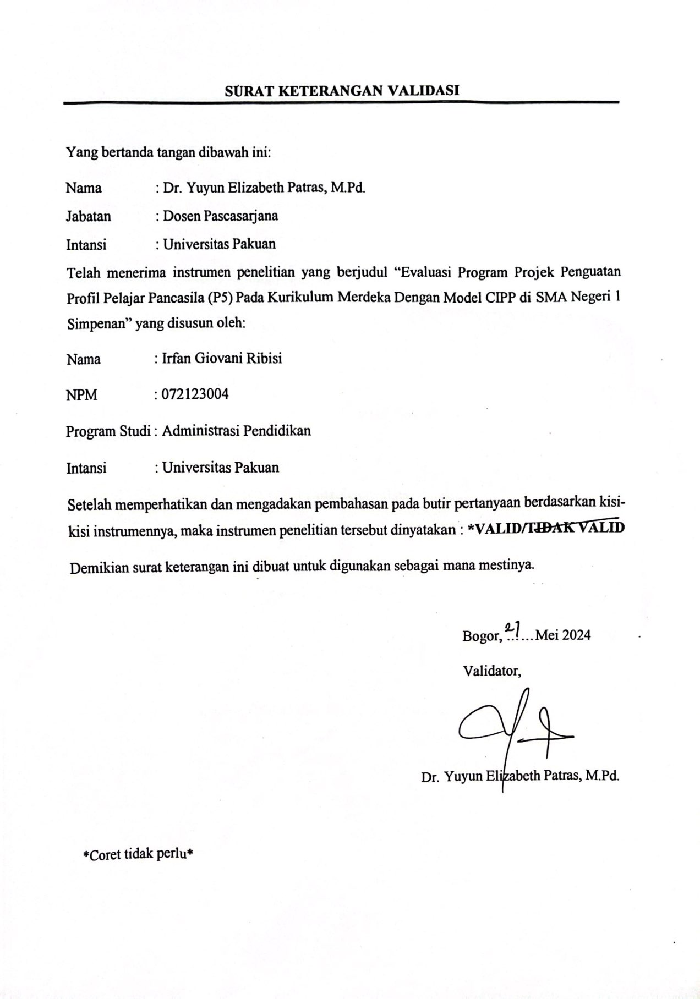 SURAT KETERANGAN VALIDASI
Yang bertanda tangan dibawah ini:
Nama : Dr. Yuyun Elizabeth Patras, M.Pd.
Jabatan : Dosen Pascasarjana
Intansi : Universitas Pakuan
Telah menerima instrumen penelitian yang berjudul “Evaluasi Program Projek Penguatan
Profil Pelajar Pancasila (P5) Pada Kurikulum Merdeka Dengan Model CIPP di SMA Negeri 1
Simpenan” yang disusun oleh:
Nama : Irfan Giovani Ribisi
NPM : 072123004
Program Studi : Administrasi Pendidikan
Intansi : Universitas Pakuan
Setelah memperhatikan dan mengadakan pembahasan pada butir pertanyaan berdasarkan kisi-
kisi instrumennya, maka instrumen penelitian tersebut dinyatakan : *VALID/TIDAK VALID
Demikian surat keterangan ini dibuat untuk digunakan sebagai mana mestinya.
Bogor, ...... Mei 2024
Validator,
Dr. Yuyun Elizabeth Patras, M.Pd.
*Coret tidak perlu*